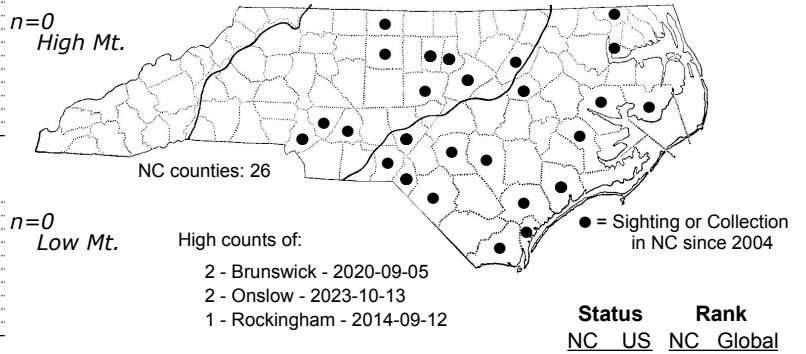 n=0
High Mt.
NC counties: 26
n=0
Low Mt.
High counts of:
2 - Brunswick - 2020-09-05
2 - Onslow - 2023-10-13
1 - Rockingham - 2014-09-12
● = Sighting or Collection
in NC since 2004
Status Rank
NC US NC Global